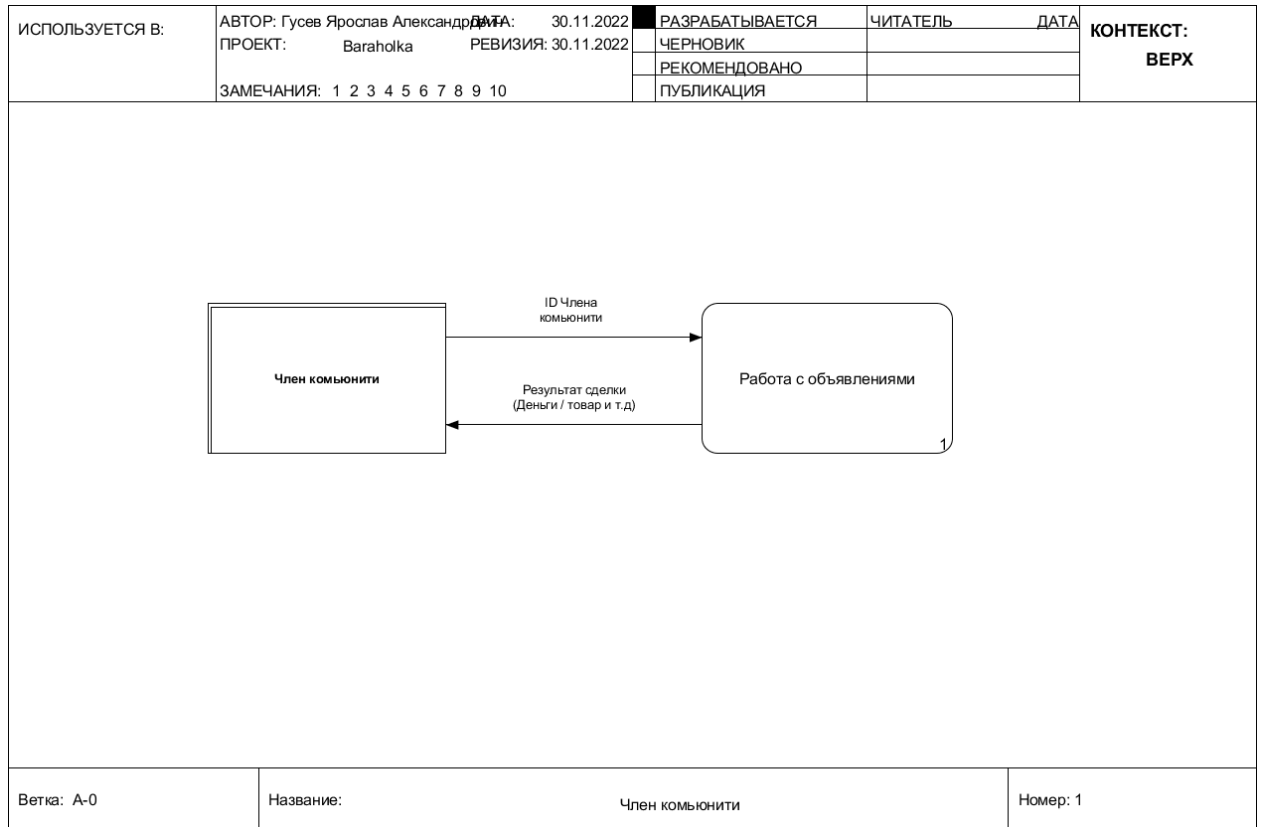 ИСПОЛЬЗУЕТСЯ В:
АВТОР: Гусев Ярослав Александрович
ДАТА: 30.11.2022
ПРОЕКТ: Baraholka
РЕВИЗИЯ: 30.11.2022
ЗАМЕЧАНИЯ: 1 2 3 4 5 6 7 8 9 10
РАЗРАБАТЫВАЕТСЯ
ЧЕРНОВИК
РЕКОМЕНДОВАНО
ПУБЛИКАЦИЯ
ЧИТАТЕЛЬ ДАТА
КОНТЕКСТ:
ВЕРХ
ID Члена
комьюнити
Член комьюнити
Работа с объявлениями
Результат сделки
(Деньги / товар и т.д)
1
Ветка: A-0
Название: Член комьюнити
Номер: 1